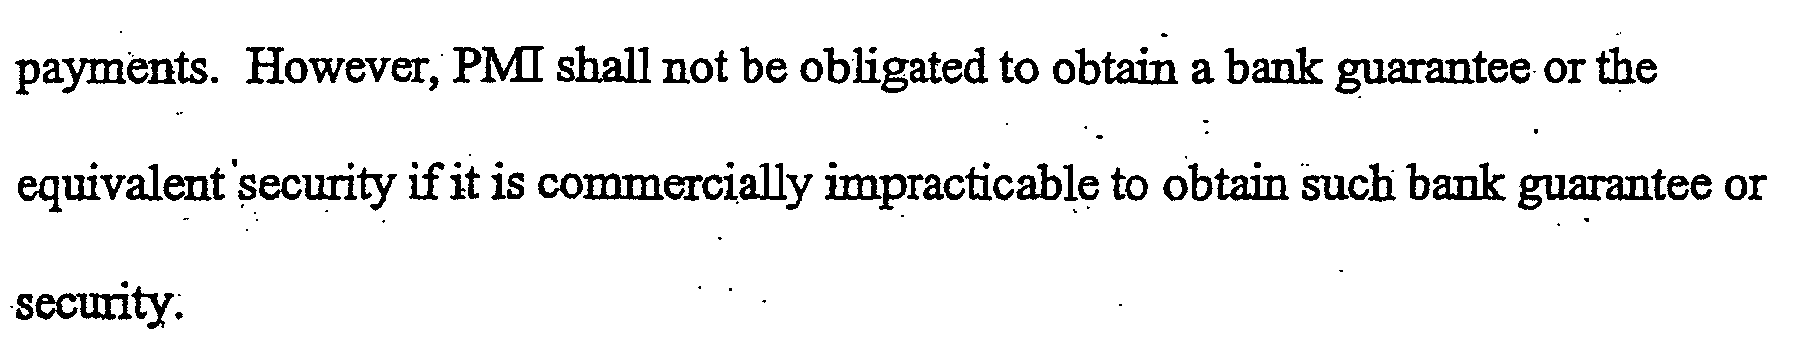 payments.  However, PMI shall not be obligated to obtain a bank guarantee or the
equivalent security if it is commercially impracticable to obtain such bank guarantee or
security.